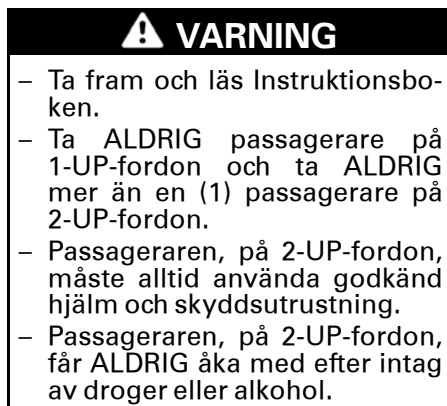 VARNING
– Ta fram och läs Instruktionsbo-
ken.
– Ta ALDRIG passagerare på
1-UP-fordon och ta ALDRIG
mer än en (1) passagerare på
2-UP-fordon.
– Passageraren, på 2-UP-fordon,
måste alltid använda godkänd
hjälm och skyddsutrustning.
– Passageraren, på 2-UP-fordon,
får ALDRIG åka med efter intag
av droger eller alkohol.